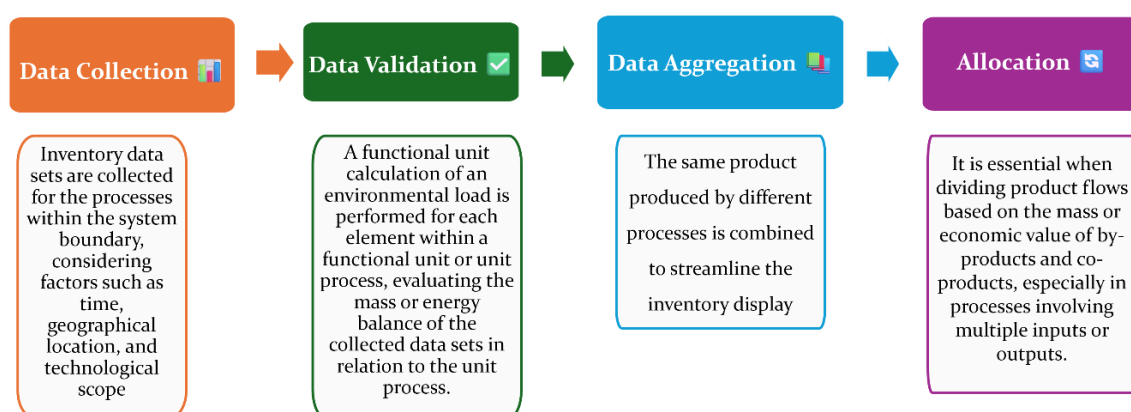 Data Collection
Data Validation
Data Aggregation
Allocation
Inventory data
sets are collected
for the processes
within the system
boundary,
considering
factors such as
time,
geographical
location, and
technological
scope
A functional unit
calculation of an
environmental load is
performed for each
element within a
functional unit or unit
process, evaluating the
mass or energy
balance of the
collected data sets in
relation to the unit
process.
The same product
produced by different
processes is combined
to streamline the
inventory display
It is essential when
dividing product flows
based on the mass or
economic value of by-
products and co-
products, especially in
processes involving
multiple inputs or
outputs.